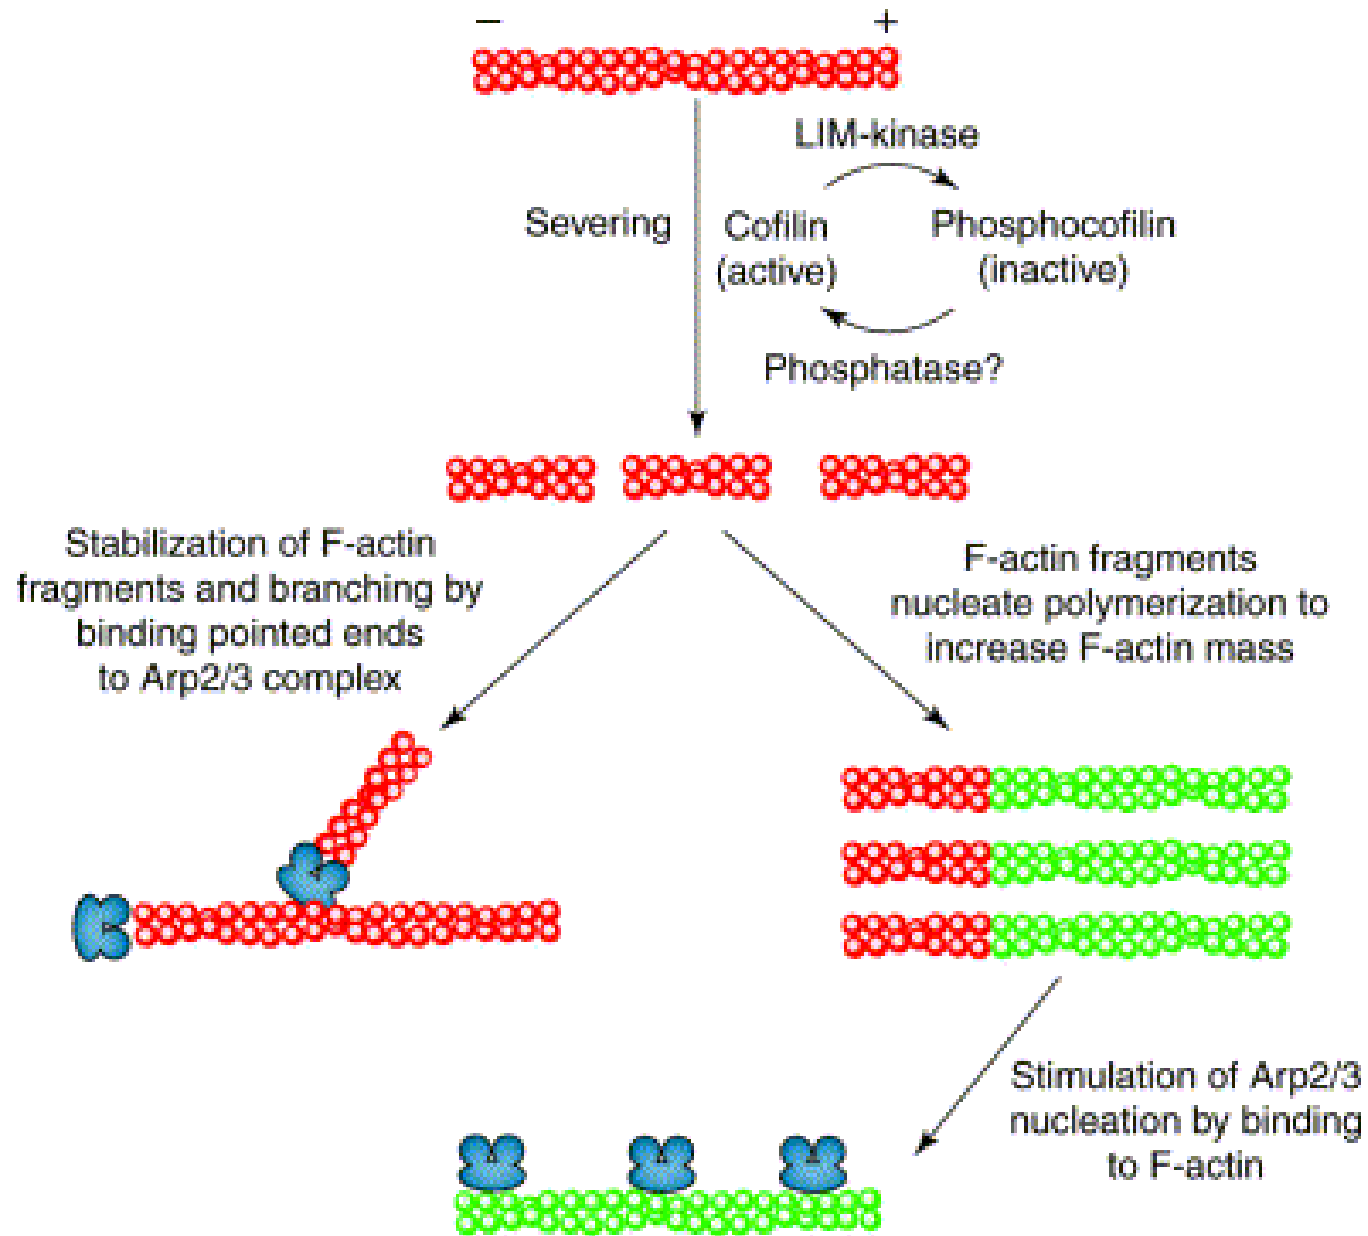 − +
LIM-kinase
Severing
Cofilin
(active)
Phosphocofilin
(inactive)
Phosphatase?
Stabilization of F-actin
fragments and branching by
binding pointed ends
to Arp2/3 complex
F-actin fragments
nucleate polymerization to
increase F-actin mass
Stimulation of Arp2/3
nucleation by binding
to F-actin